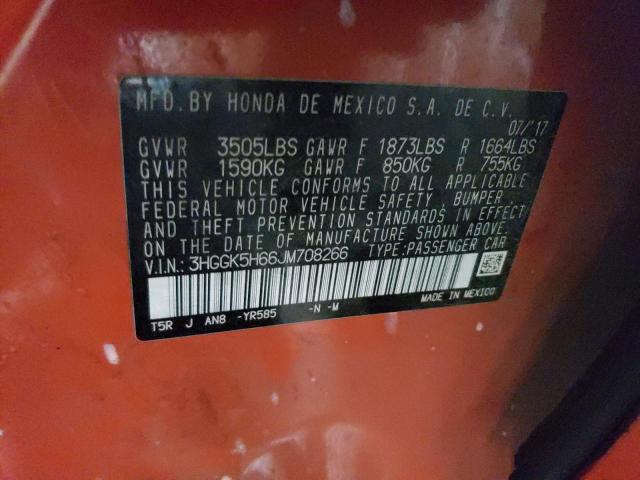 MFD. BY HONDA DE MEXICO S.A. DE C.V.
07/'17
GVWR 3505LBS GAWR F 1873LBS R 1664LBS
GVWR 1590KG GAWR F 850KG R 755KG
THIS VEHICLE CONFORMS TO ALL APPLICABLE
FEDERAL MOTOR VEHICLE SAFETY, BUMPER,
AND THEFT PREVENTION STANDARDS IN EFFECT
ON THE DATE OF MANUFACTURE SHOWN ABOVE.
V.I.N.: 3HGGK5H66JM708266 TYPE:PASSENGER CAR
T5R J AN8 -YR585 -N -M MADE IN MEXICO